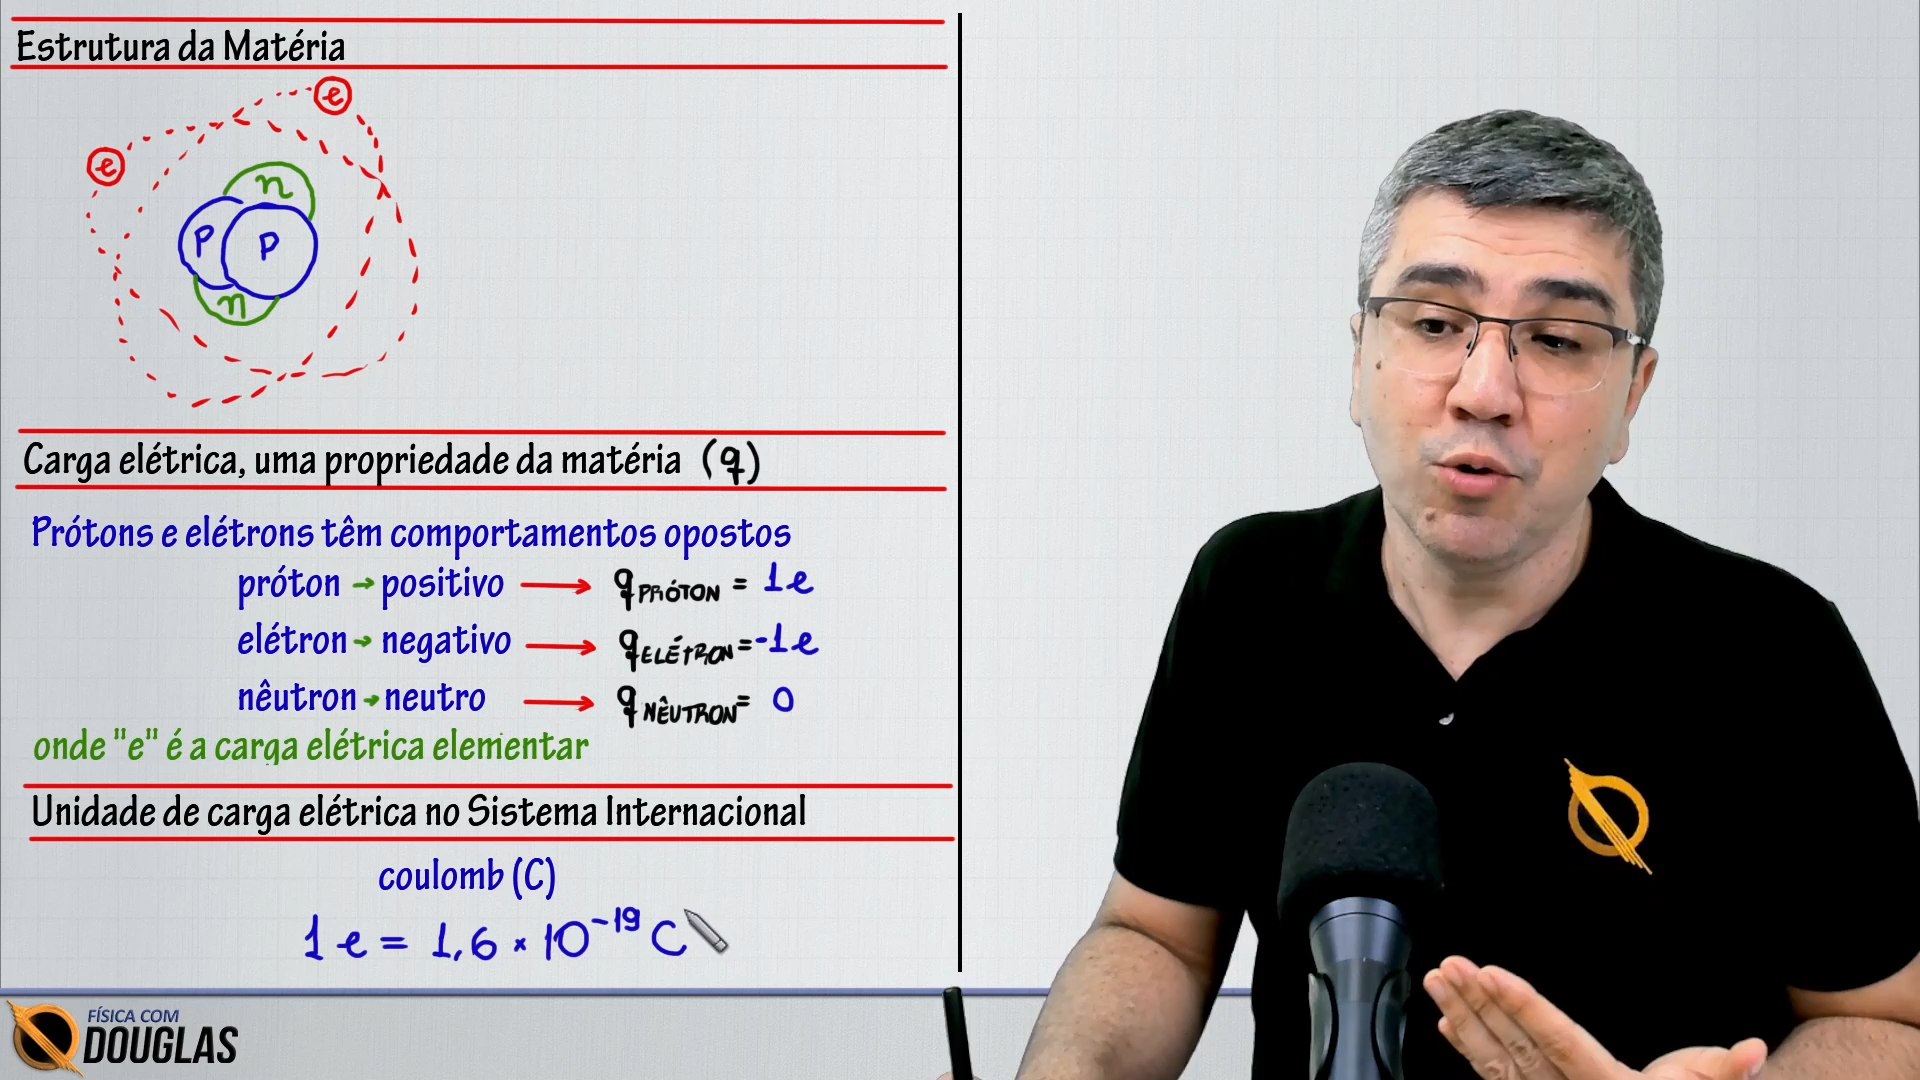 Estrutura da Matéria
e
e
n
P
P
n
Carga elétrica, uma propriedade da matéria (q)
Prótons e elétrons têm comportamentos opostos
próton → positivo → qPRÓTON = 1e
elétron → negativo → qELÉTRON = -1e
nêutron → neutro → qNÊUTRON = 0
onde "e" é a carga elétrica elementar
Unidade de carga elétrica no Sistema Internacional
coulomb (C)
1 e = 1,6 × 10⁻¹⁹ C
FÍSICA COM
DOUGLAS